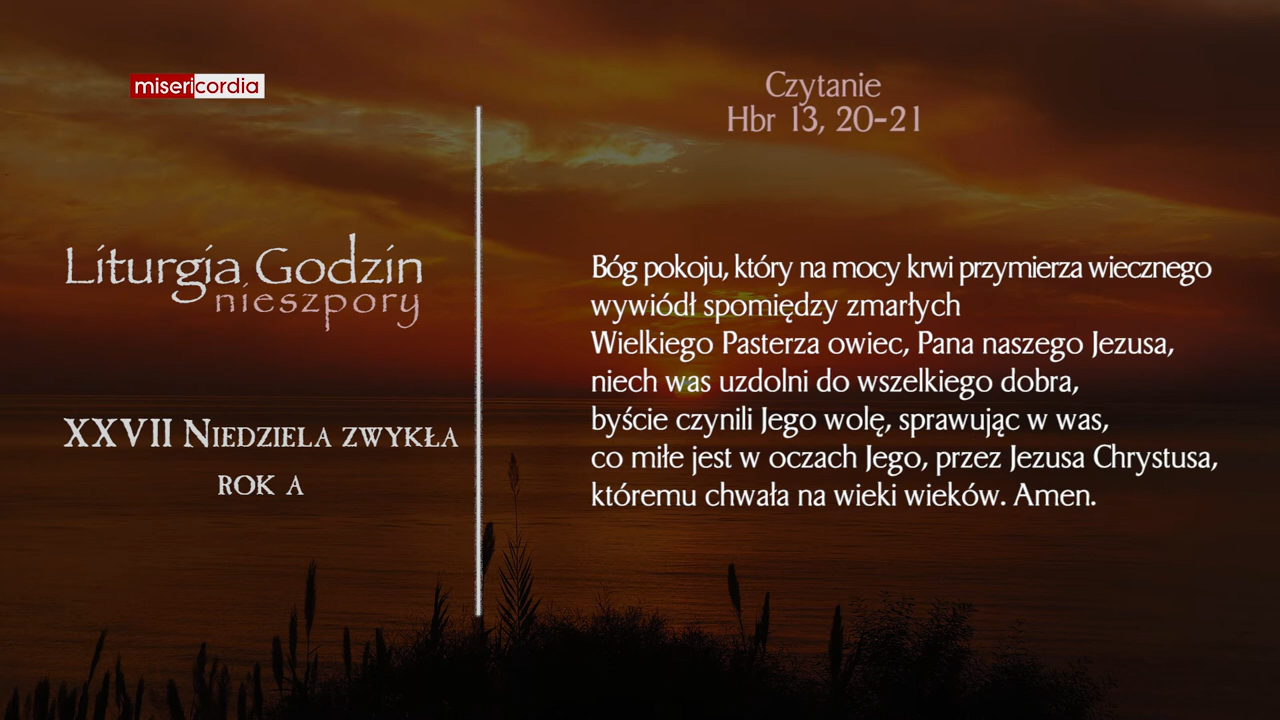 misericordia
Liturgia Godzin
nieszpory
XXVII Niedziela zwykła
rok A
Czytanie
Hbr 13, 20-21
Bóg pokoju, który na mocy krwi przymierza wiecznego
wywiódł spomiędzy zmarłych
Wielkiego Pasterza owiec, Pana naszego Jezusa,
niech was uzdolni do wszelkiego dobra,
byście czynili Jego wolę, sprawując w was,
co miłe jest w oczach Jego, przez Jezusa Chrystusa,
któremu chwała na wieki wieków. Amen.